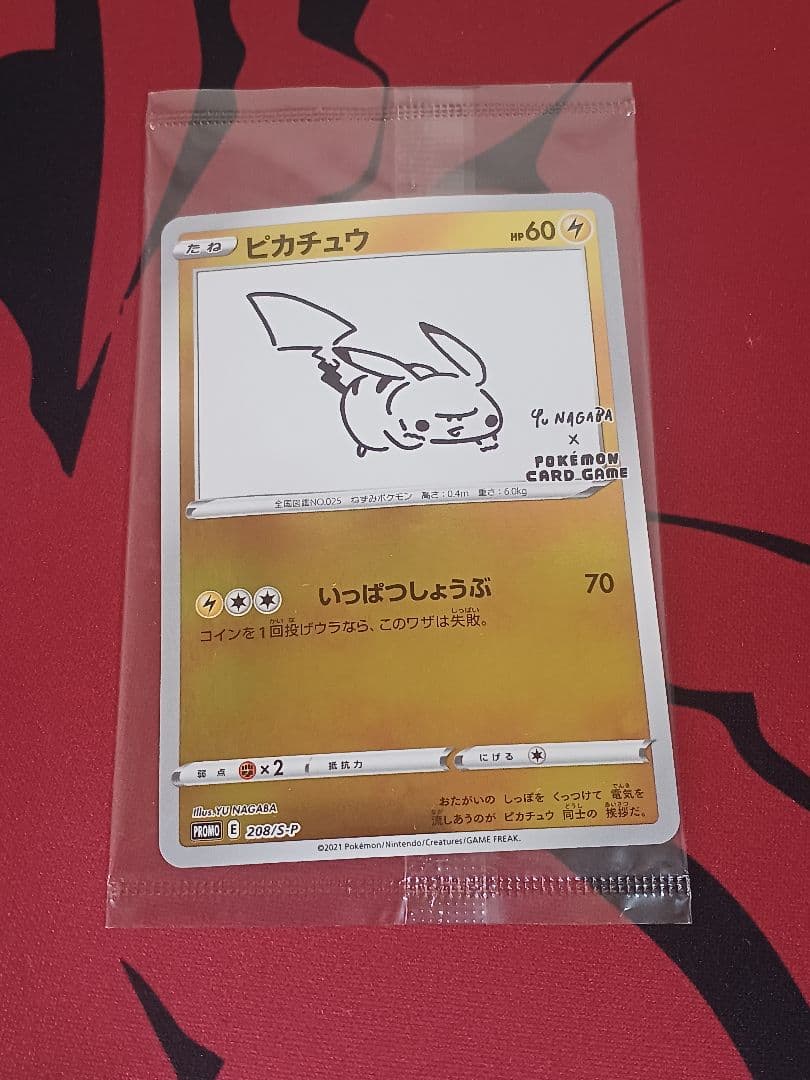 たね ピカチュウ HP60
YU NAGABA
×
POKÉMON
CARD GAME
全国図鑑NO.025 ねずみポケモン 高さ:0.4m 重さ:6.0kg
いっぱつしょうぶ 70
コインを1回投げウラなら、このワザは失敗。
弱点 ×2 抵抗力 にげる
おたがいの しっぽを くっつけて 電気を
流しあうのが ピカチュウ 同士の 挨拶だ。
Illus. YU NAGABA
PROMO E 208/S-P
©2021 Pokémon/Nintendo/Creatures/GAME FREAK.